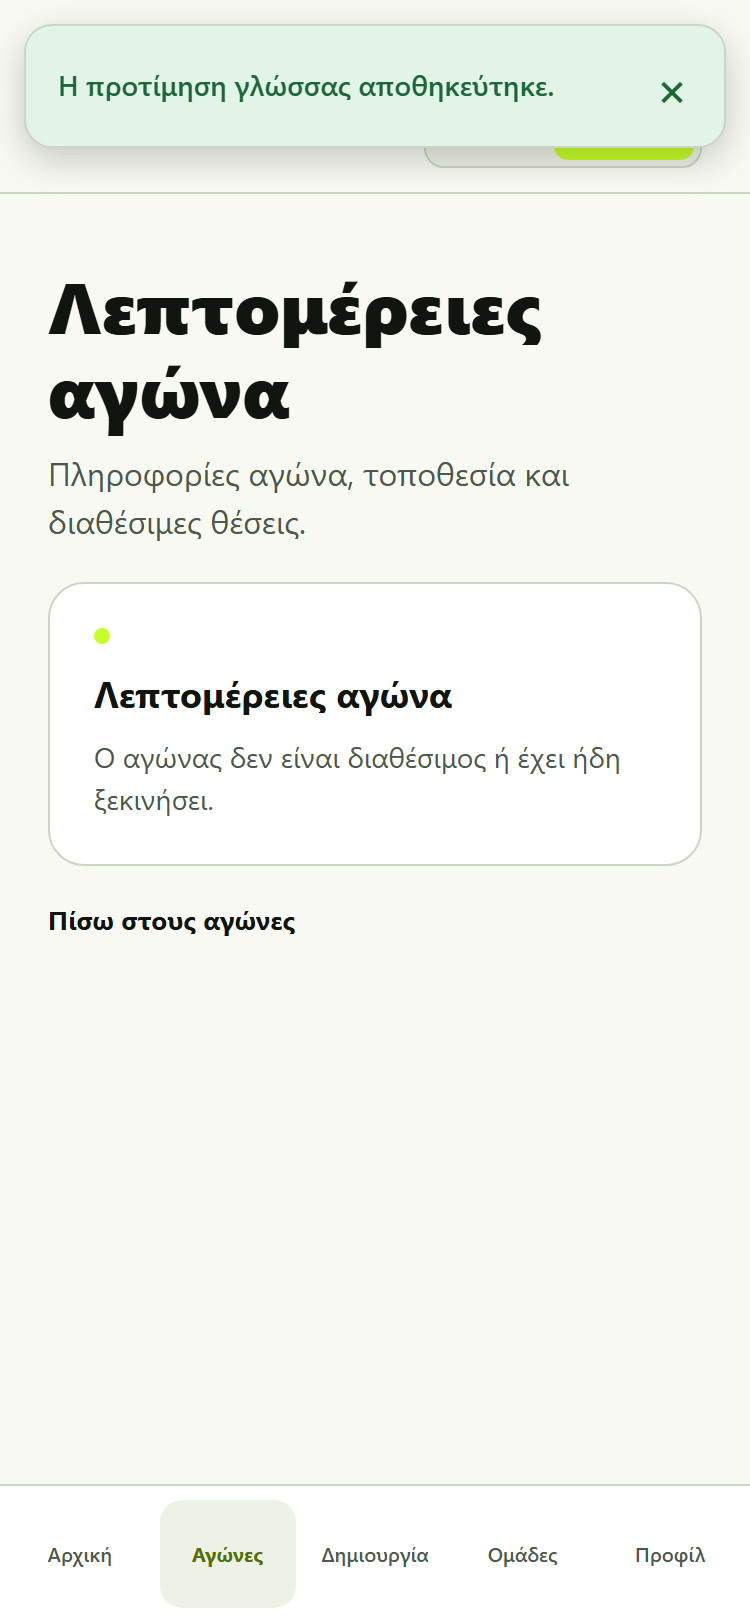 Η προτίμηση γλώσσας αποθηκεύτηκε.
Λεπτομέρειες
αγώνα
Πληροφορίες αγώνα, τοποθεσία και
διαθέσιμες θέσεις.
Λεπτομέρειες αγώνα
Ο αγώνας δεν είναι διαθέσιμος ή έχει ήδη
ξεκινήσει.
Πίσω στους αγώνες
Αρχική
Αγώνες
Δημιουργία
Ομάδες
Προφίλ